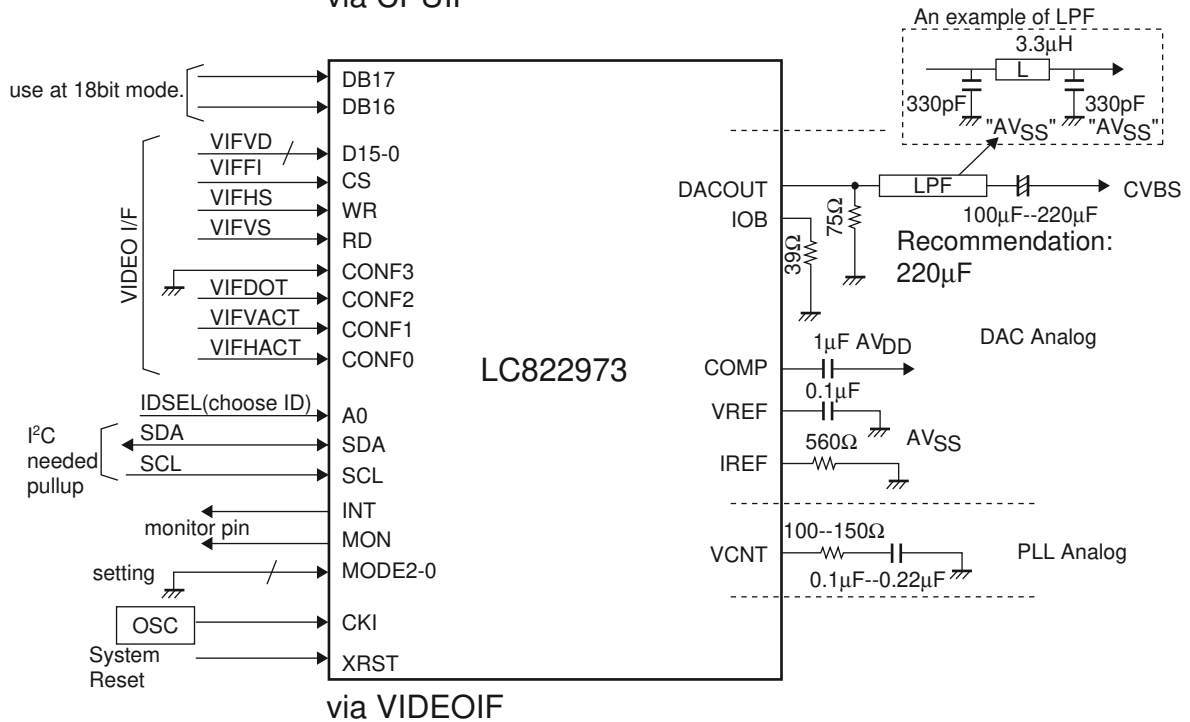 via CPUIF
An example of LPF
3.3μH
L
330pF
330pF
"AVSS"
"AVSS"
use at 18bit mode.
DB17
DB16
VIDEO I/F
VIFVD
D15-0
VIFFI
CS
VIFHS
WR
VIFVS
RD
CONF3
VIFDOT
CONF2
VIFVACT
CONF1
VIFHACT
CONF0
LC822973
DACOUT
LPF
CVBS
IOB
75Ω
39Ω
100μF--220μF
Recommendation:
220μF
DAC Analog
COMP
1μF
AVDD
VREF
0.1μF
AVSS
IREF
560Ω
IDSEL(choose ID)
A0
I²C
needed
pullup
SDA
SDA
SCL
SCL
INT
monitor pin
MON
setting
MODE2-0
OSC
CKI
System
Reset
XRST
VCNT
100--150Ω
0.1μF--0.22μF
PLL Analog
via VIDEOIF